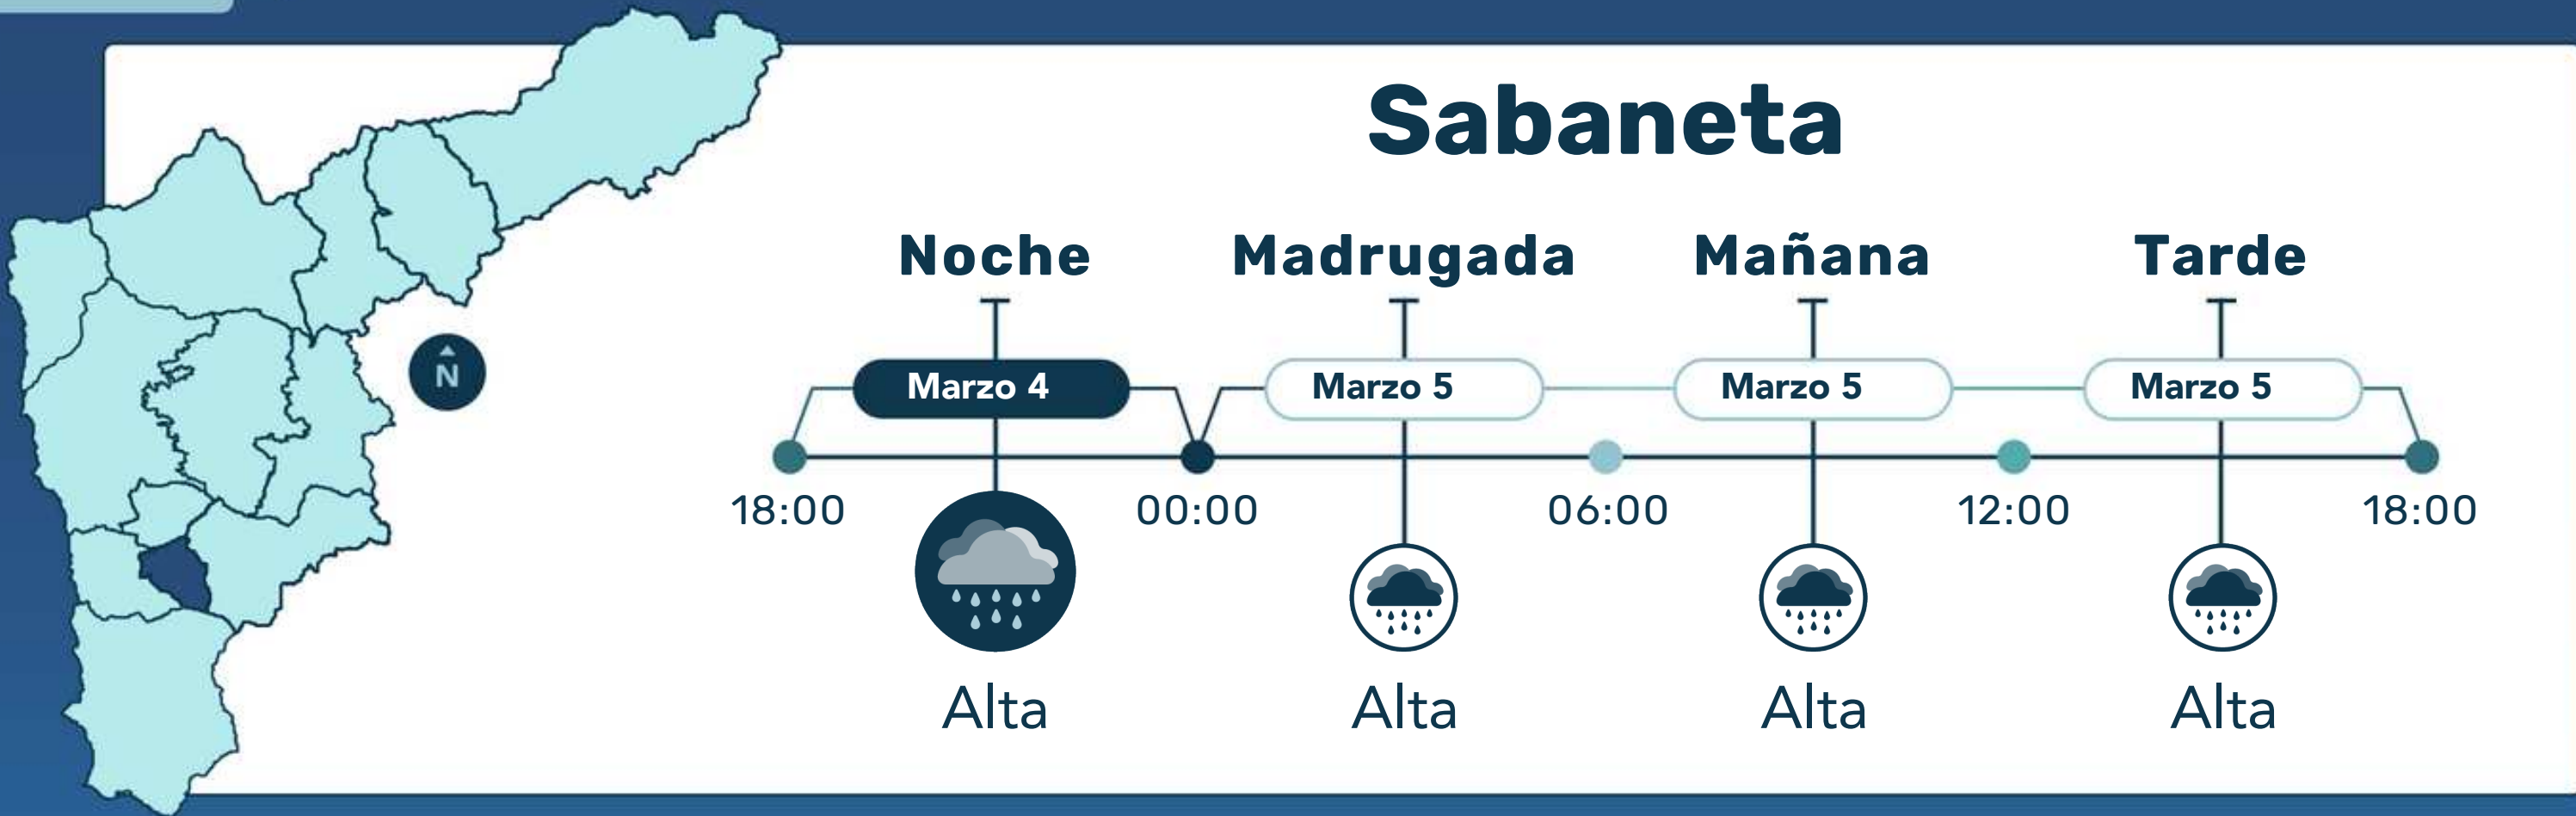 Sabaneta
Noche Madrugada Mañana Tarde
Marzo 4 Marzo 5 Marzo 5 Marzo 5
N
18:00 00:00 06:00 12:00 18:00
Alta Alta Alta Alta